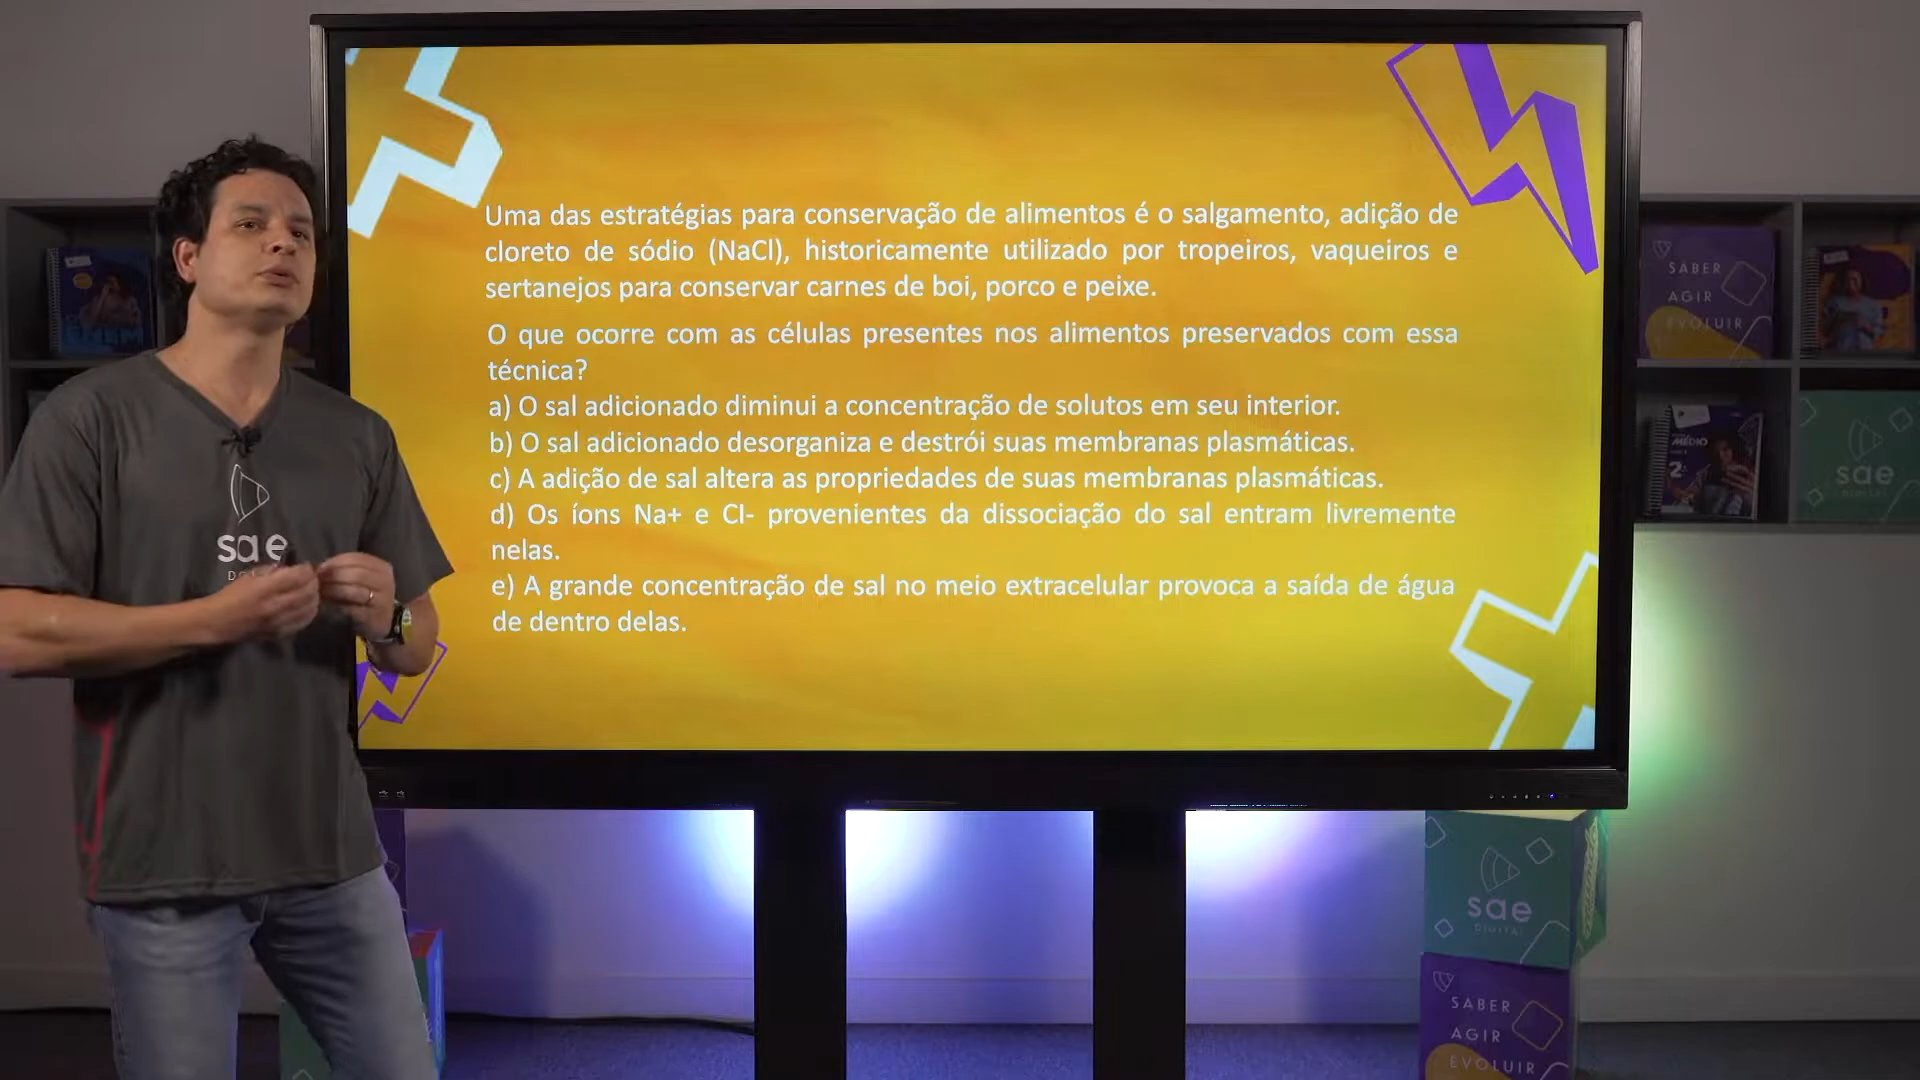 Uma das estratégias para conservação de alimentos é o salgamento, adição de
cloreto de sódio (NaCl), historicamente utilizado por tropeiros, vaqueiros e
sertanejos para conservar carnes de boi, porco e peixe.
O que ocorre com as células presentes nos alimentos preservados com essa
técnica?
a) O sal adicionado diminui a concentração de solutos em seu interior.
b) O sal adicionado desorganiza e destrói suas membranas plasmáticas.
c) A adição de sal altera as propriedades de suas membranas plasmáticas.
d) Os íons Na+ e Cl- provenientes da dissociação do sal entram livremente
nelas.
e) A grande concentração de sal no meio extracelular provoca a saída de água
de dentro delas.
sae
SABER
AGIR
EVOLUIR
MÉDIO
2ª
sae
DIGITAL
sae
DIGITAL
SABER
AGIR
EVOLUIR